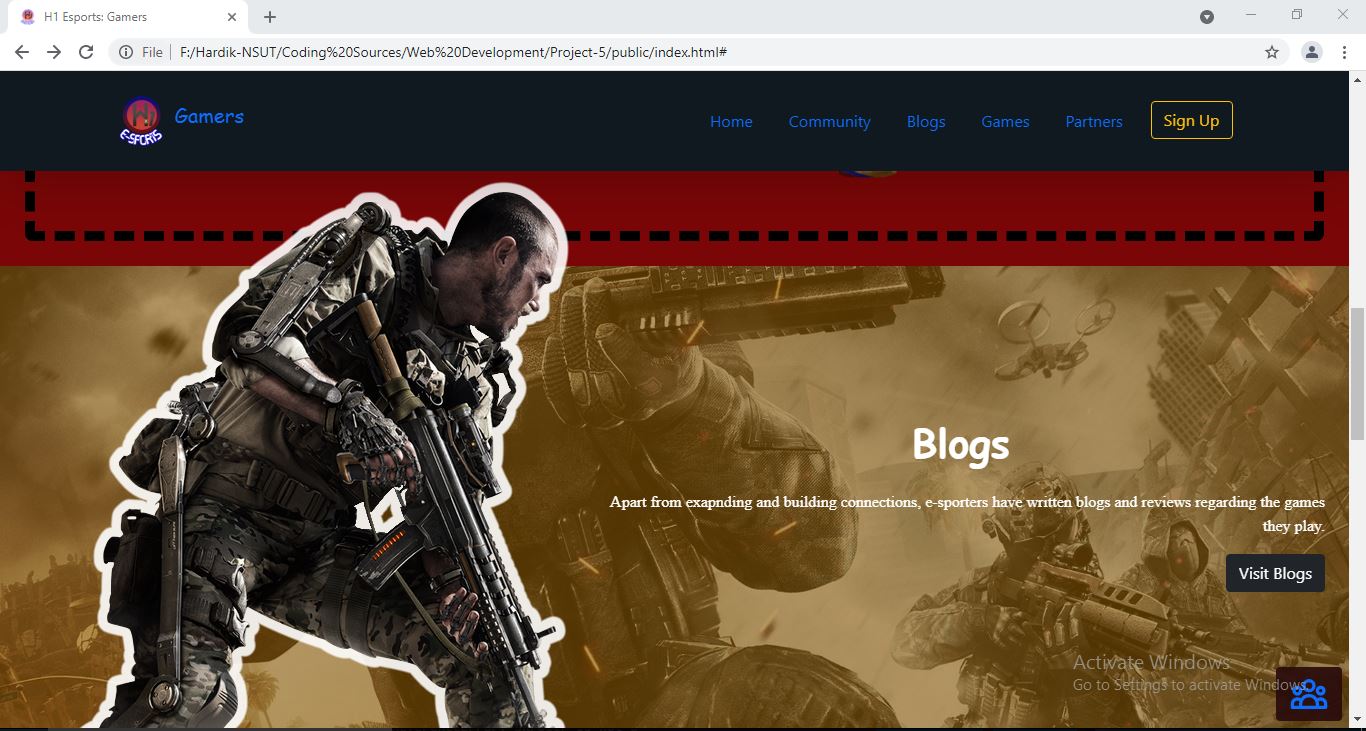 H1 Esports: Gamers
File
F:/Hardik-NSUT/Coding%20Sources/Web%20Development/Project-5/public/index.html#
H
E-SPORTS
Gamers
Home
Community
Blogs
Games
Partners
Sign Up
Blogs
Apart from exapnding and building connections, e-sporters have written blogs and reviews regarding the games
they play.
Visit Blogs
Activate Windows
Go to Settings to activate Windows.